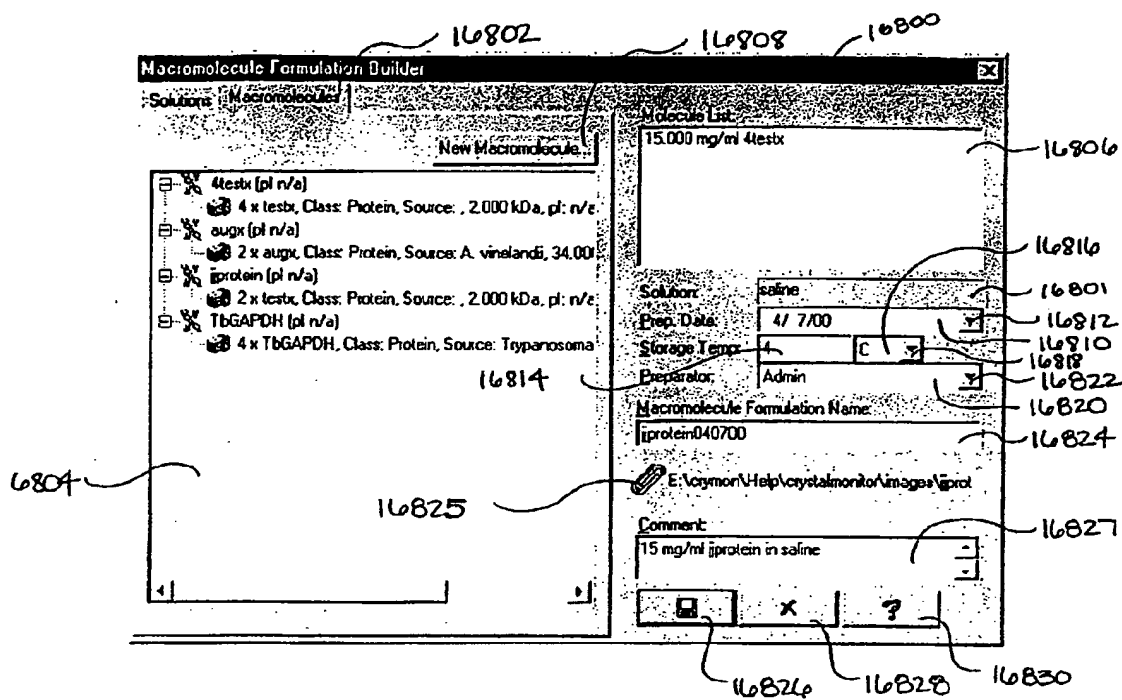 16802
16808
16800
Macromolecule Formulation Builder
Solutions Macromolecules
New Macromolecule...
4testx (pI n/a)
4 x testx, Class: Protein, Source: , 2.000 kDa, pI: n/a
augx (pI n/a)
2 x augx, Class: Protein, Source: A. vinelandii, 34.00
jjprotein (pI n/a)
2 x testx, Class: Protein, Source: , 2.000 kDa, pI: n/a
TbGAPDH (pI n/a)
4 x TbGAPDH, Class: Protein, Source: Trypanosoma
6804
Molecule List:
15.000 mg/ml 4testx
16806
16816
Solution: saline
16801
Prep. Date: 4/ 7/00
16812
16810
Storage Temp: 4 C
16818
16814
Preparator: Admin
16822
16820
Macromolecule Formulation Name:
jjprotein040700
16824
E:\crymon\Help\crystalmonitor\images\jjprot
16825
Comment:
15 mg/ml jjprotein in saline
16827
X ?
16826
16828
16830